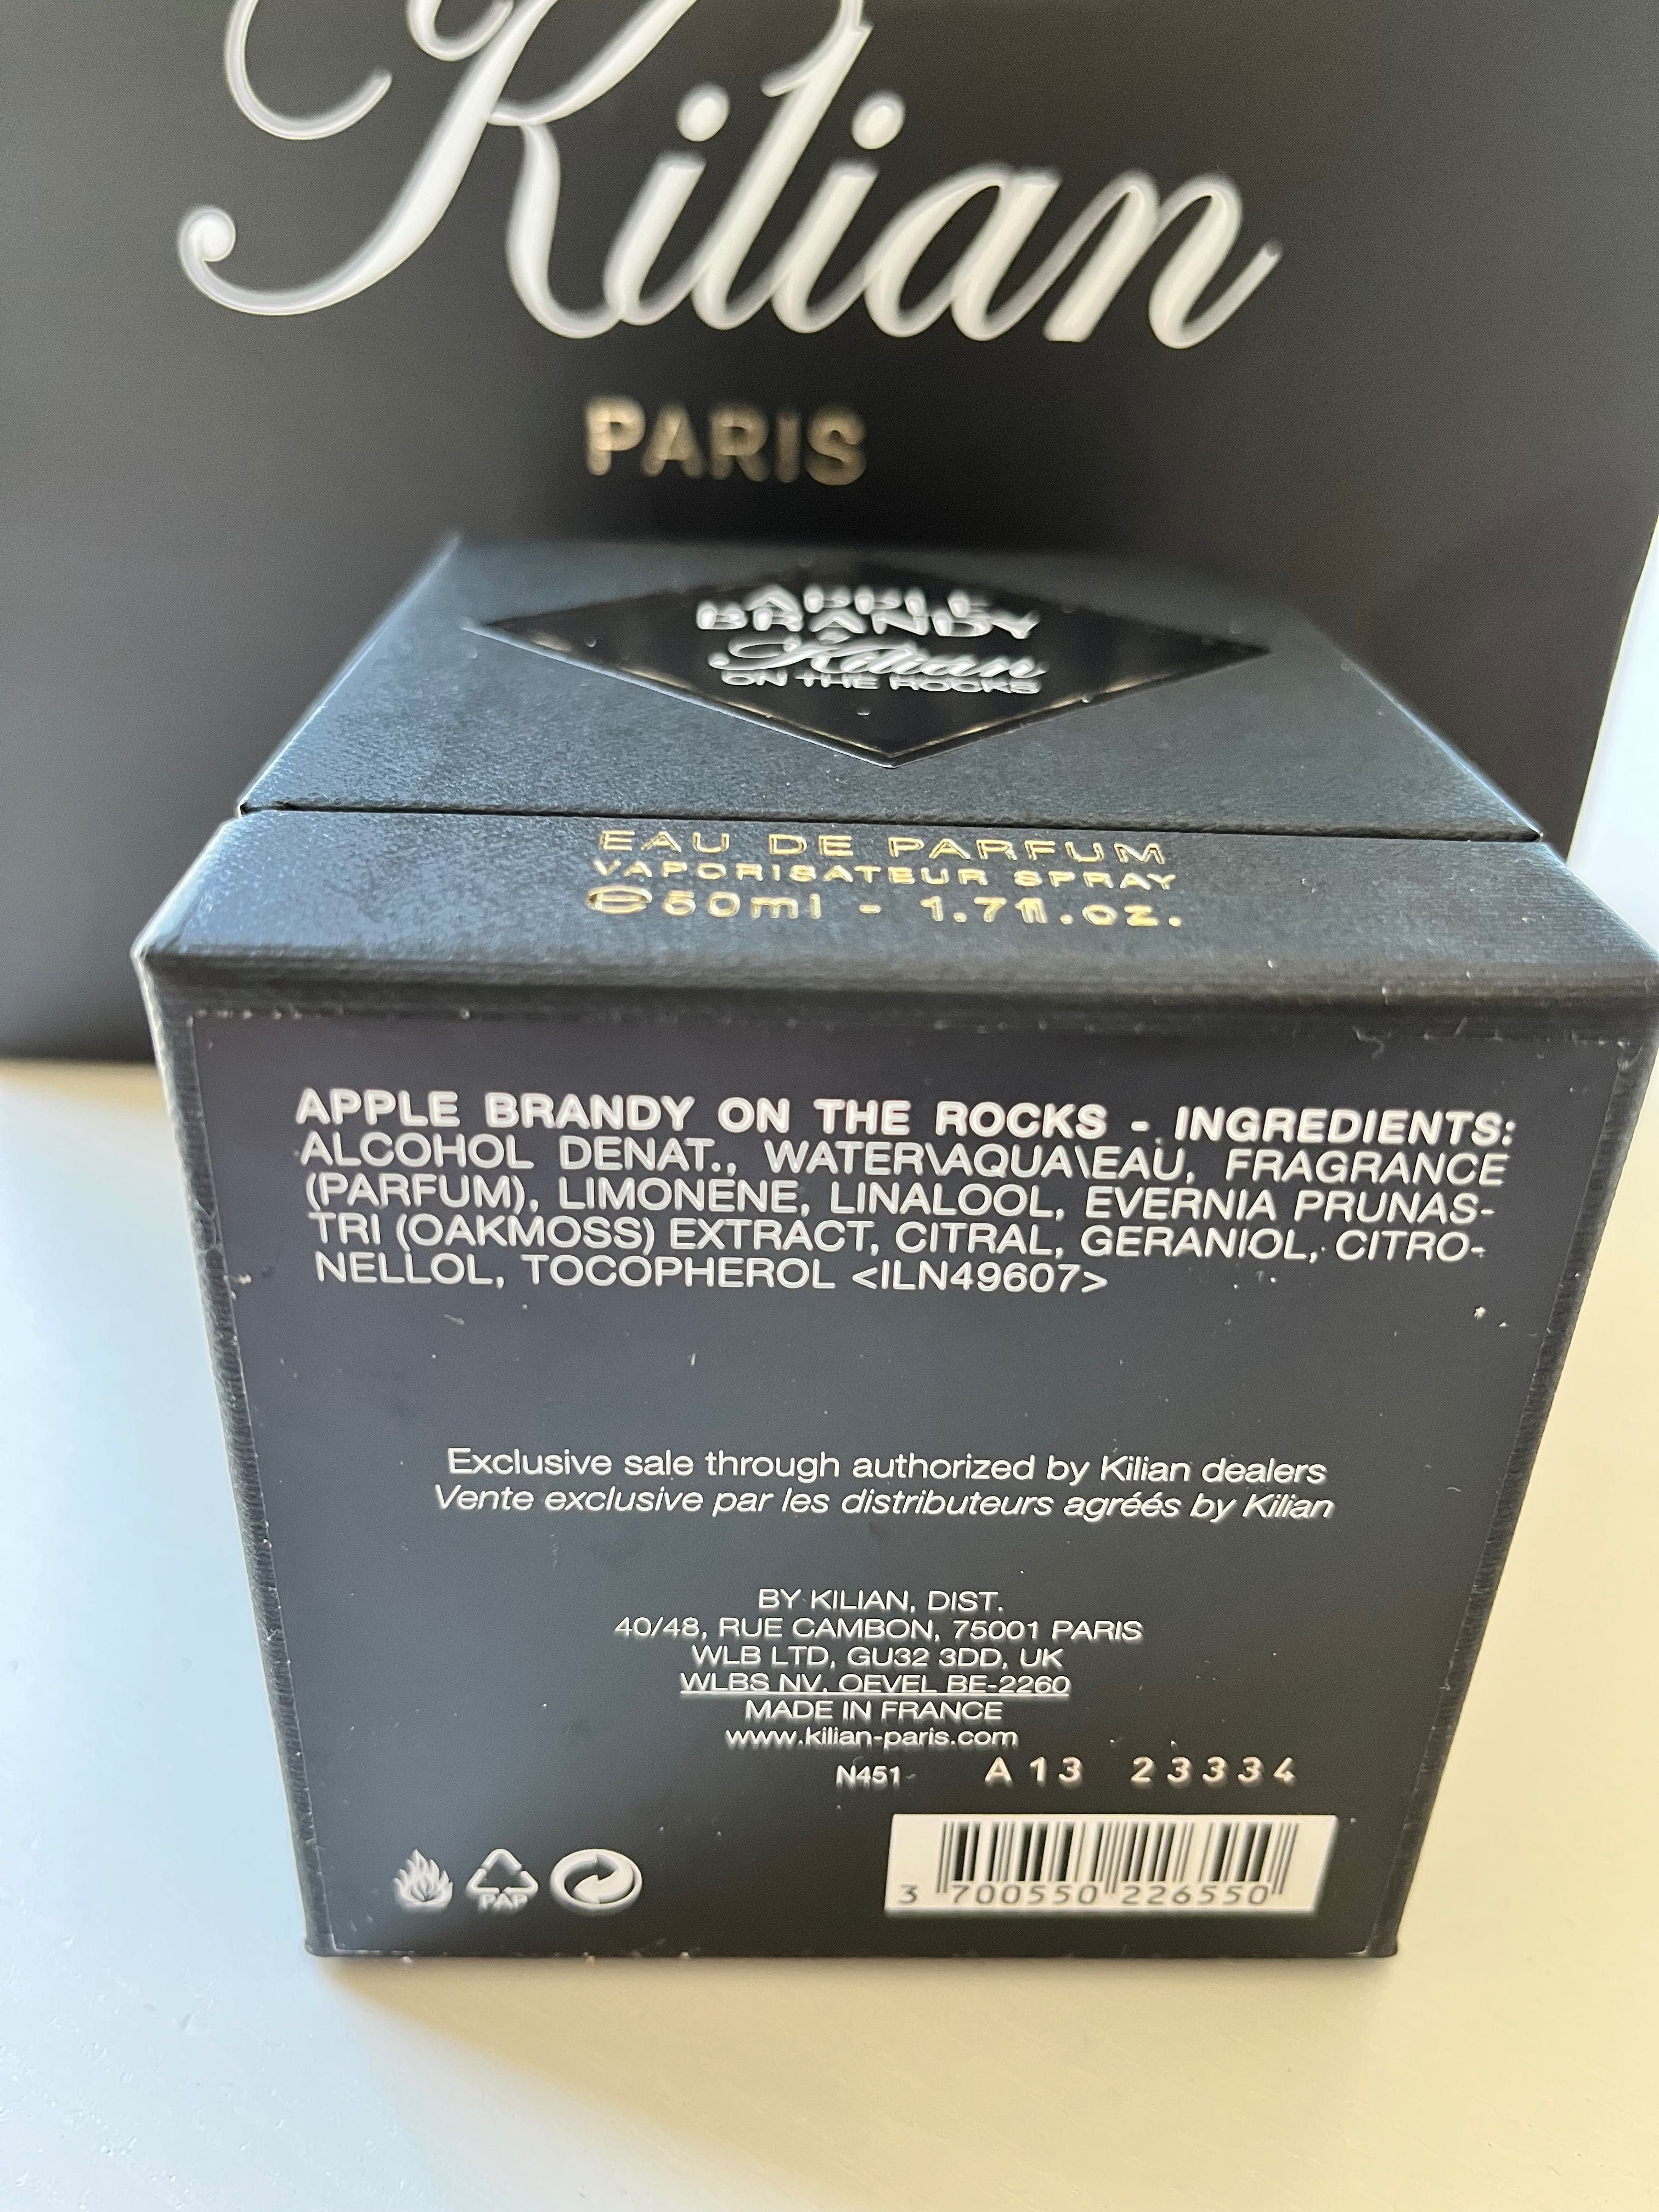 Kilian
PARIS
APPLE
BRANDY
Kilian
ON THE ROCKS
EAU DE PARFUM
VAPORISATEUR SPRAY
℮50ml - 1.7fl.oz.
APPLE BRANDY ON THE ROCKS - INGREDIENTS:
ALCOHOL DENAT., WATER\AQUA\EAU, FRAGRANCE
(PARFUM), LIMONENE, LINALOOL, EVERNIA PRUNAS-
TRI (OAKMOSS) EXTRACT, CITRAL, GERANIOL, CITRO-
NELLOL, TOCOPHEROL <ILN49607>
Exclusive sale through authorized by Kilian dealers
Vente exclusive par les distributeurs agréés by Kilian
BY KILIAN, DIST.
40/48, RUE CAMBON, 75001 PARIS
WLB LTD, GU32 3DD, UK
WLBS NV, OEVEL BE-2260
MADE IN FRANCE
www.kilian-paris.com
N451 A13 23334
PAP
3 700550 226550